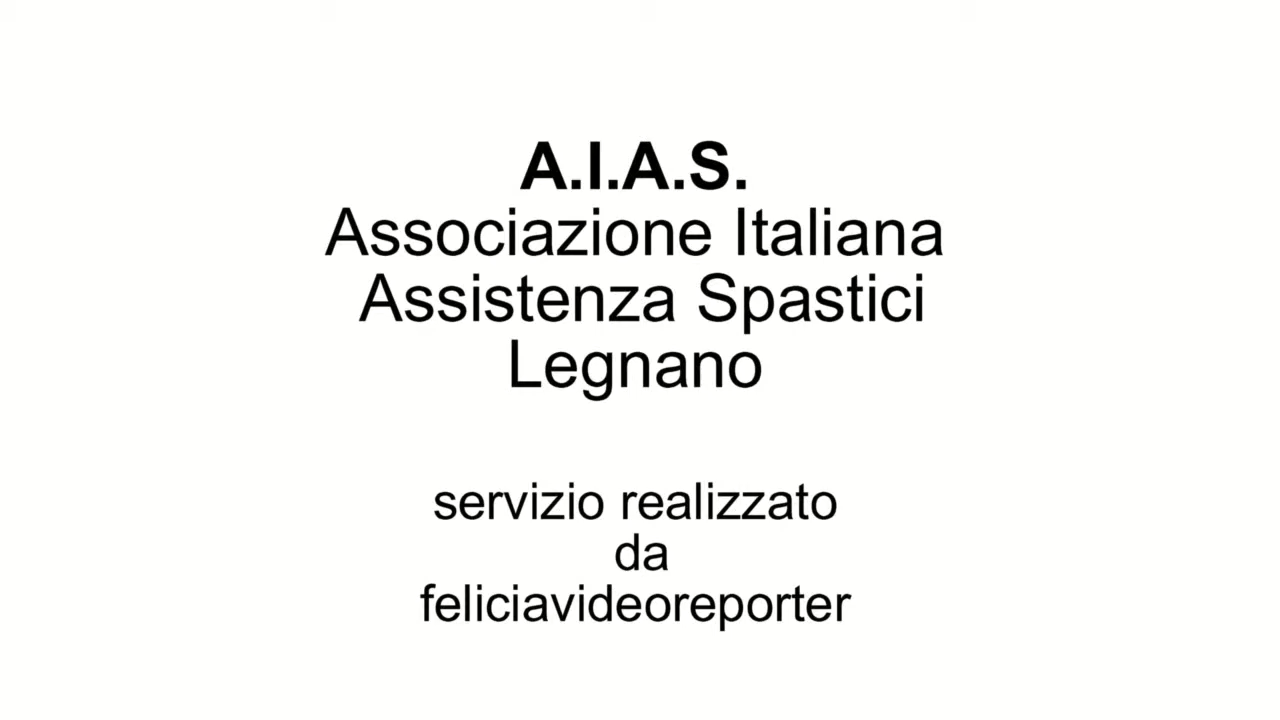 A.I.A.S.
Associazione Italiana
Assistenza Spastici
Legnano
servizio realizzato
da
feliciavideoreporter